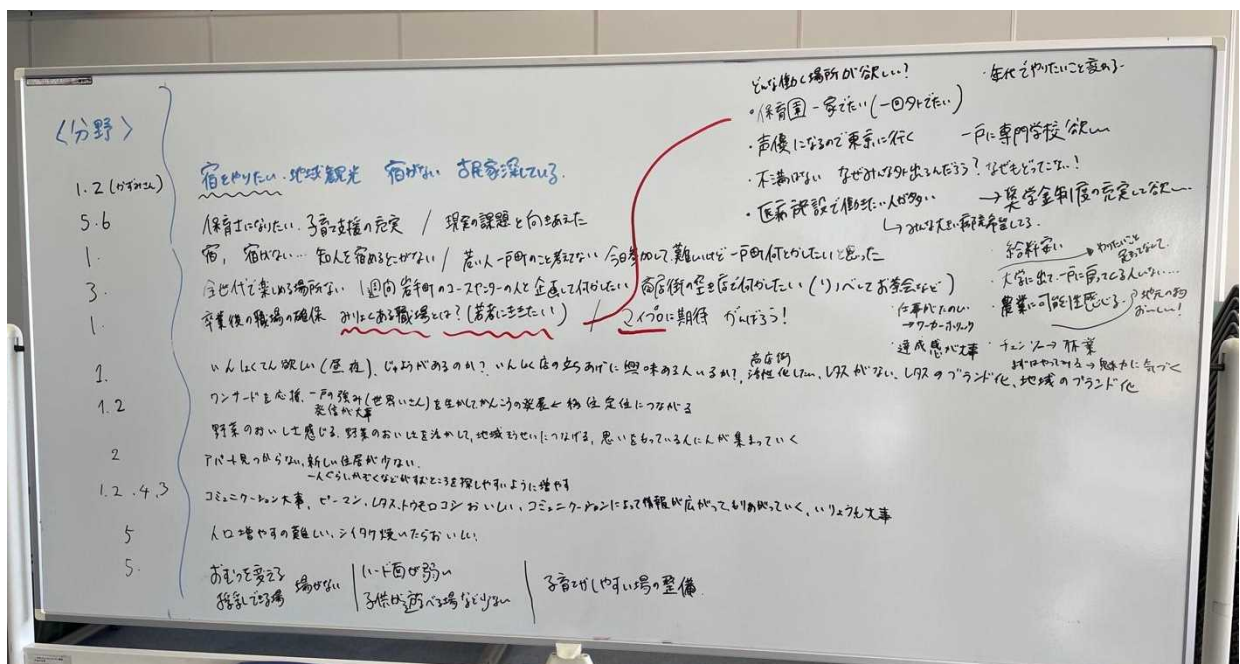 〈分野〉
1.2(かずみさん) 宿をやりたい・地域観光 宿がない 古民家深している.
5.6 保育士になりたい. 子育て支援の充実 / 現実の課題と向きあえた
1. 宿, 宿がない… 知人を宿めるとこがない / 若い人一戸町のこと考えてない / 今日参加して, 難しいけど一戸町何とかしたいと思った
3. 全世代で楽しめる場所ない 1週間岩手町のユースセンターの人と企画して何かしたい 商店街の空き店で何かしたい(リノベしてお茶会など)
1. 卒業後の職場の確保 みりょくある職場とは?(若者にききたい) / マイプロに期待 がんばろう!
1. いんしょくてん欲しい(昼夜), じゅようがあるのか? いんしょく店の立ちあげに興味ある人いるか?, 商店街活性化したい, レタスがない, レタスのブランド化, 地域のブランド化
1.2 ワンナードを応援, 一戸の強み(世界いさん)を生かしてかんこうの発展 ← 移住定住につながる
発信が大事
野菜のおいしさ感じる, 野菜のおいしさを活かして, 地域そうせいにつなげる, 思いをもっている人にんが集まっていく
2 アパート見つからない, 新しい住居が少ない.
一人ぐらしかぞくなどがすむところを探しやすいように増やす
1.2.4.3 コミュニケーション大事, ピーマン, レタス, トウモロコシおいしい, コミュニケーションによって情報が広がって, もりあがっていく, いりょうも大事
5 人口増やすの難しい, シイタケ焼いたらおいしい.
5. おむつを変える 場がない
授乳できる場
ハード面が弱い
子供が遊べる場など少ない
子育てがしやすい場の整備.
どんな働く場所が欲しい?
・年代でやりたいこと変わる-
・保育園-家でたい(一回外でたい)
・声優になるので東京に行く 一戸に専門学校欲しい
・不満はない なぜみんな外出るんだろう? なぜもどってこない!
・医療施設で働きたい人が多い → 奨学金制度の充実して欲しい
↳ みんな大きい病院希望してる.
・給料安い → やりたいこと
・大学に出て一戸に戻ってくる人いない…
・農業に可能性感じる 地元の物おいしい!
・仕事がたのしい
→ワーカーホリック
・達成感が大事
・チェンソー→林業
→魅力に気づく